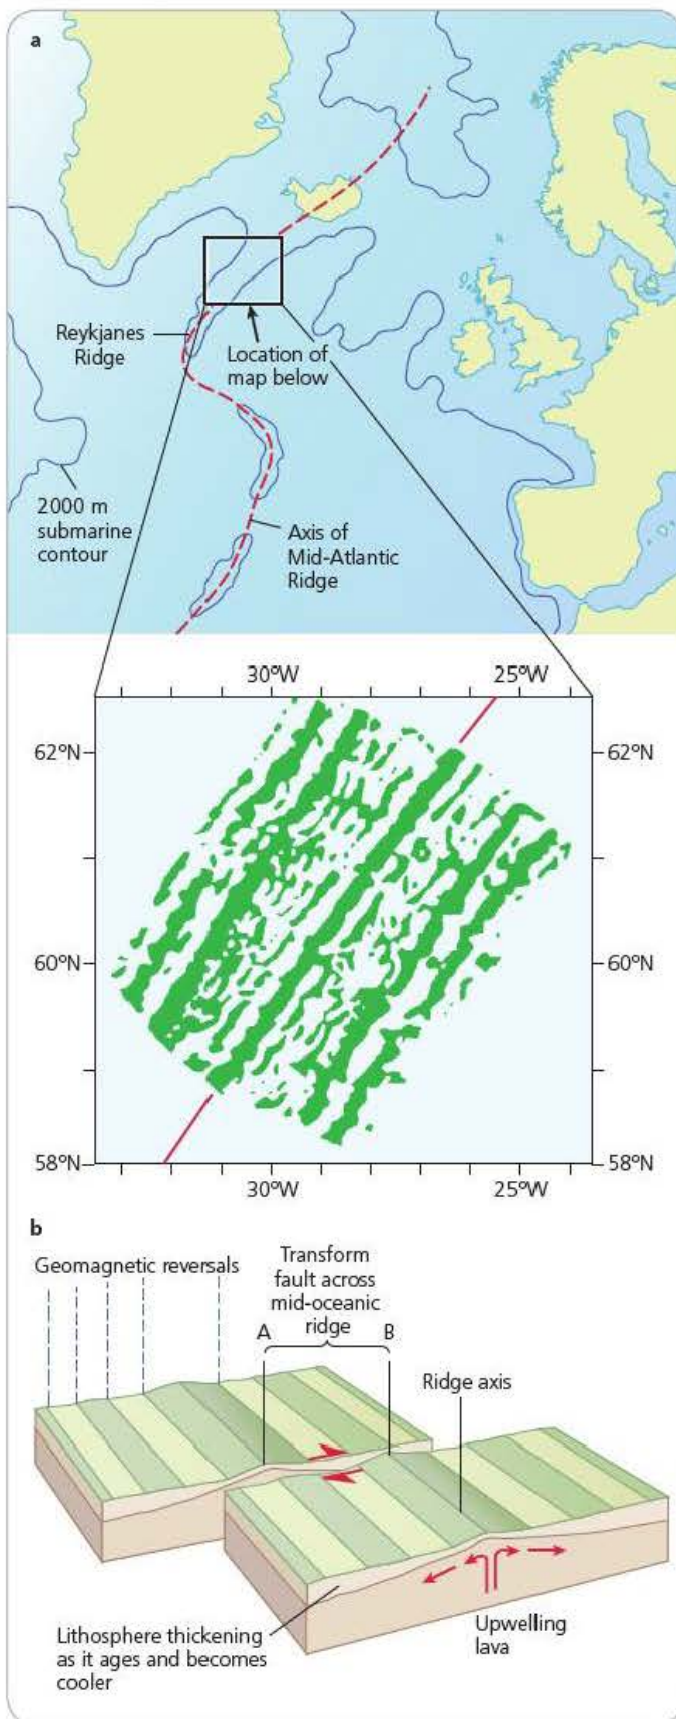 a
Reykjanes
Ridge
Location of
map below
2000 m
submarine
contour
Axis of
Mid-Atlantic
Ridge
30°W
25°W
62°N
62°N
60°N
60°N
58°N
58°N
30°W
25°W
b
Geomagnetic reversals
Transform
fault across
mid-oceanic
ridge
A
B
Ridge axis
Lithosphere thickening
as it ages and becomes
cooler
Upwelling
lava